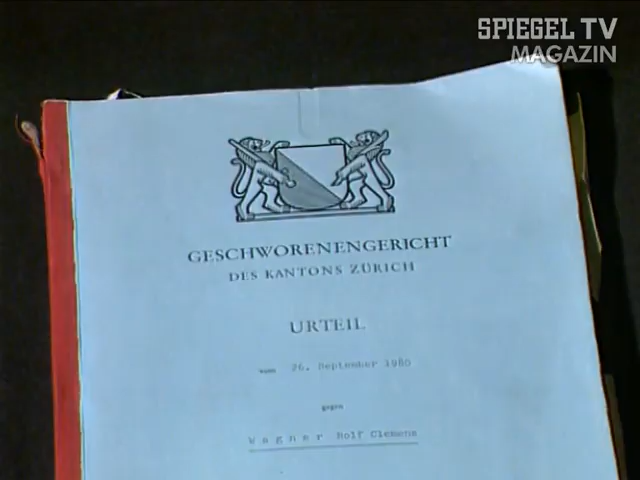 SPIEGEL TV
MAGAZIN
GESCHWORENENGERICHT
DES KANTONS ZÜRICH
URTEIL
vom 26. September 1980
gegen
Wagner Rolf Clemens